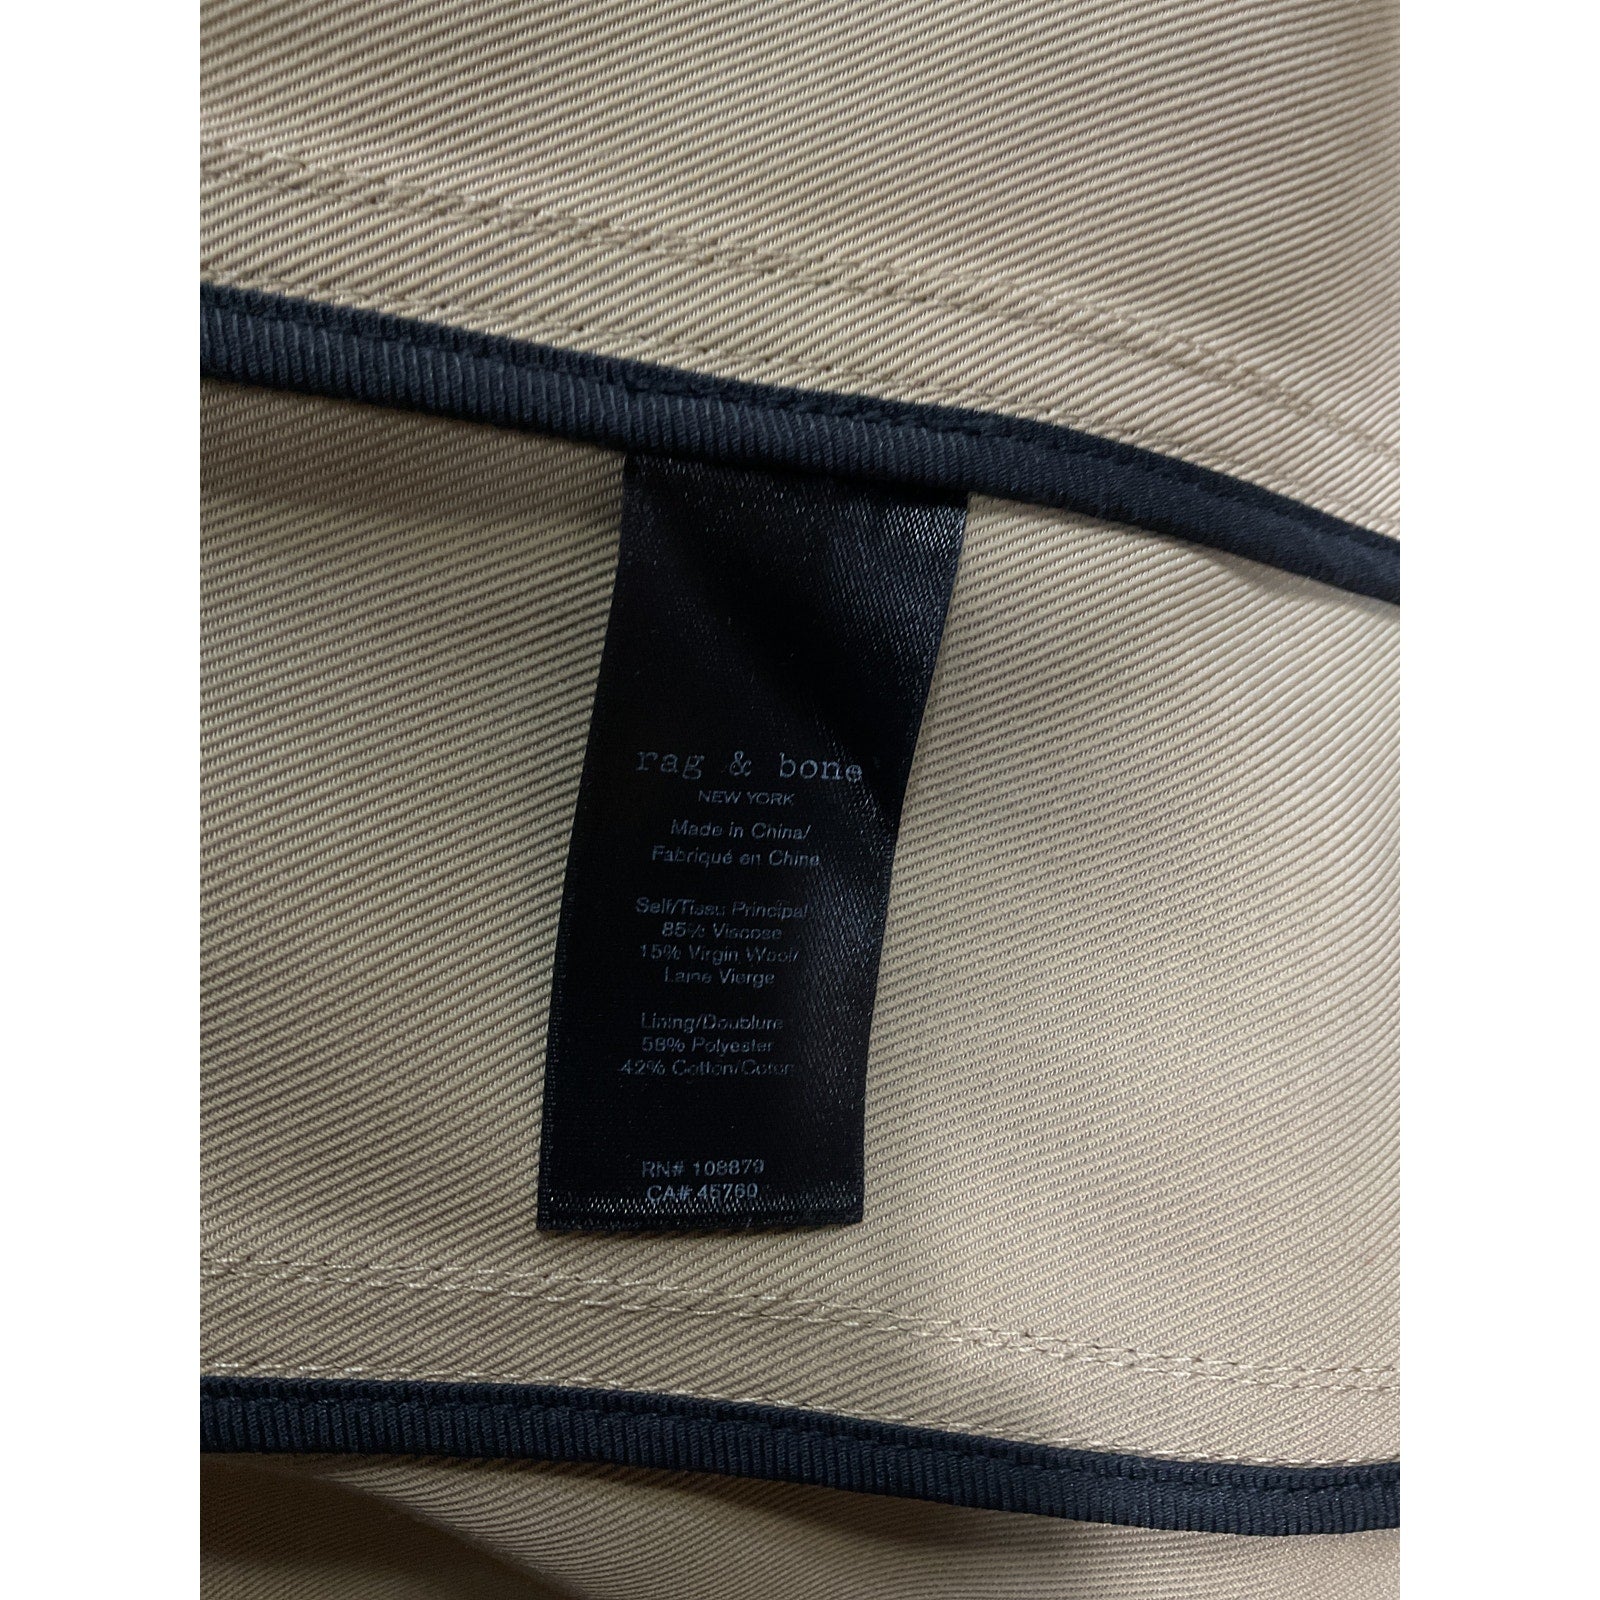 rag & bone
NEW YORK
Made in China/
Fabriqué en Chine
Self/Tissu Principal
85% Viscose
15% Virgin Wool/
Laine Vierge
Lining/Doublure
58% Polyester
42% Cotton/Coton
RN# 108879
CA# 45760